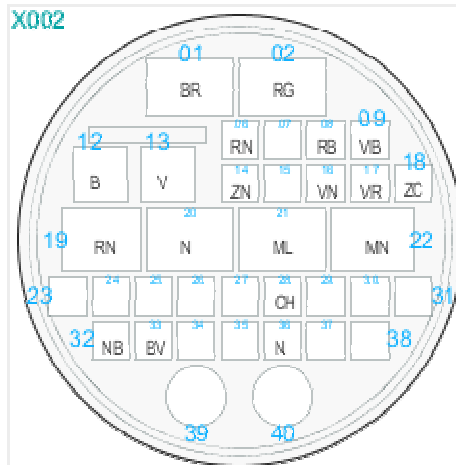 X002
01 02
BR RG
06 07 08 09
RN RB VB
12 13
14 15 16 17 18
B V ZN VN VR ZC
19 20 21 22
RN N ML MN
23 24 25 26 27 28 29 30 31
CH
32 33 34 35 36 37 38
NB BV N
39 40